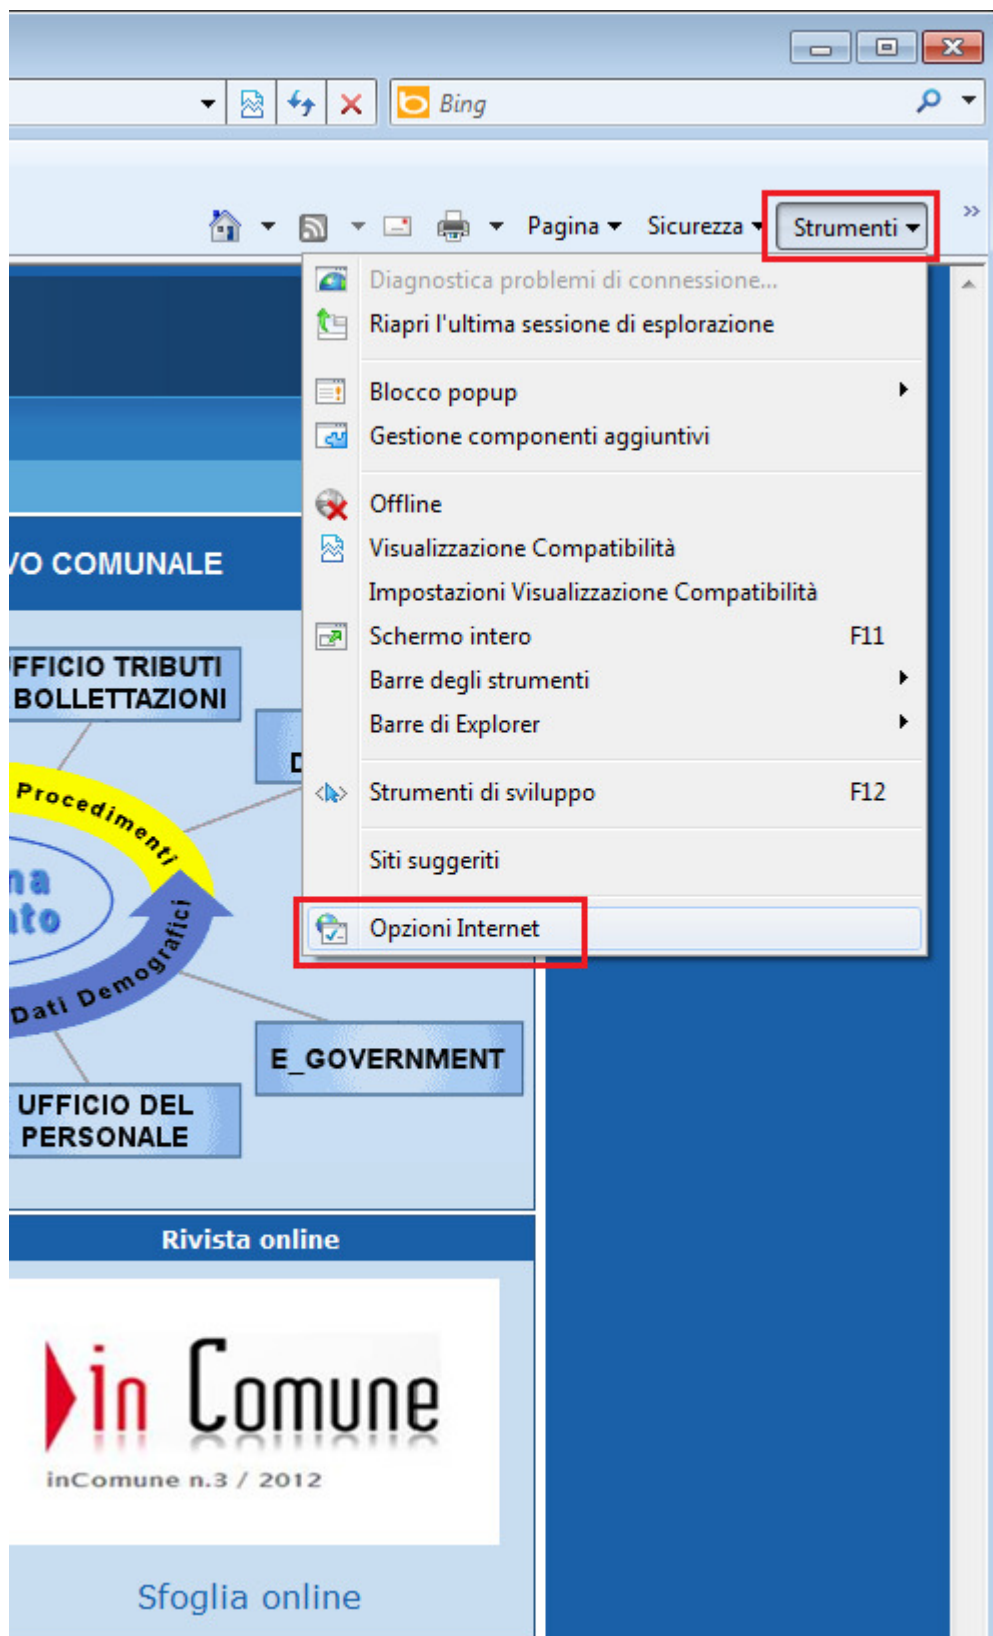 Bing
Pagina
Sicurezza
Strumenti
Diagnostica problemi di connessione...
Riapri l'ultima sessione di esplorazione
Blocco popup
Gestione componenti aggiuntivi
Offline
Visualizzazione Compatibilità
Impostazioni Visualizzazione Compatibilità
Schermo intero F11
Barre degli strumenti
Barre di Explorer
Strumenti di sviluppo F12
Siti suggeriti
Opzioni Internet
VO COMUNALE
FFICIO TRIBUTI
BOLLETTAZIONI
Procedimenti
Dati Demografici
E_GOVERNMENT
UFFICIO DEL
PERSONALE
Rivista online
in Comune
inComune n.3 / 2012
Sfoglia online